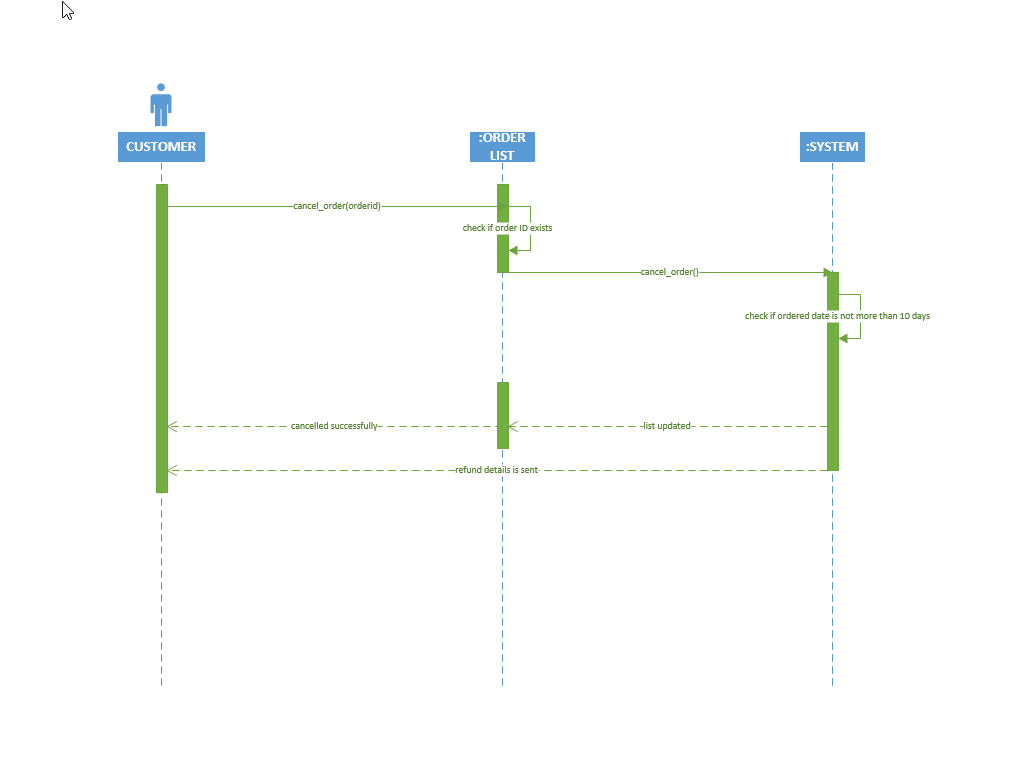 CUSTOMER
:ORDER
LIST
:SYSTEM
cancel_order(orderid)
check if order ID exists
cancel_order()
check if ordered date is not more than 10 days
cancelled successfully
list updated
refund details is sent